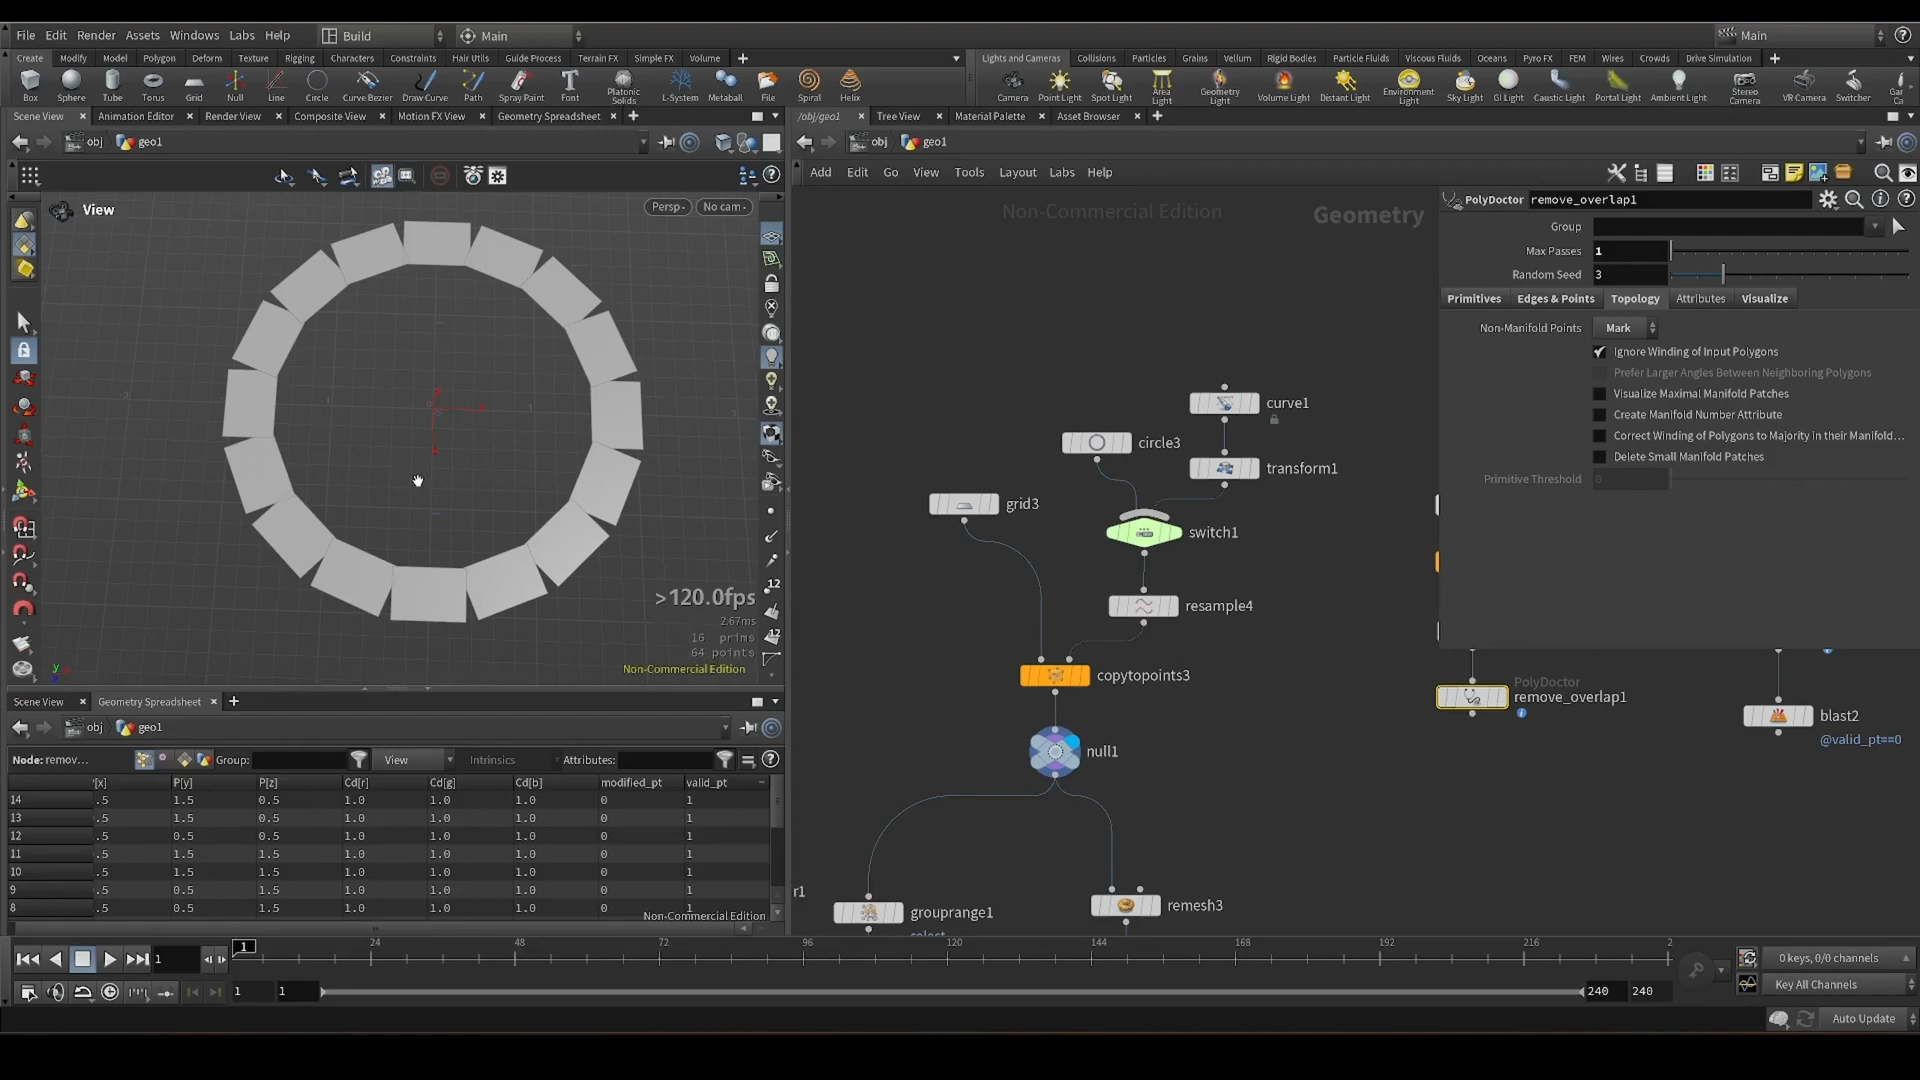 File Edit Render Assets Windows Labs Help Build Main Main
Create Modify Model Polygon Deform Texture Rigging Characters Constraints Hair Utils Guide Process Terrain FX Simple FX Volume
Lights and Cameras Collisions Particles Grains Vellum Rigid Bodies Particle Fluids Viscous Fluids Oceans Pyro FX FEM Wires Crowds Drive Simulation
Box Sphere Tube Torus Grid Null Line Circle Curve Bezier Draw Curve Path Spray Paint Font Platonic Solids L-System Metaball File Spiral Helix
Camera Point Light Spot Light Area Light Geometry Light Volume Light Distant Light Environment Light Sky Light GI Light Caustic Light Portal Light Ambient Light Stereo Camera VR Camera Switcher Gar Ca
Scene View Animation Editor Render View Composite View Motion FX View Geometry Spreadsheet
/obj/geo1 Tree View Material Palette Asset Browser
obj geo1
obj geo1
Add Edit Go View Tools Layout Labs Help
View Persp No cam
Non-Commercial Edition
Geometry
PolyDoctor remove_overlap1
Group
Max Passes 1
Random Seed 3
Primitives Edges & Points Topology Attributes Visualize
Non-Manifold Points Mark
Ignore Winding of Input Polygons
Prefer Larger Angles Between Neighboring Polygons
Visualize Maximal Manifold Patches
Create Manifold Number Attribute
Correct Winding of Polygons to Majority in their Manifold...
Delete Small Manifold Patches
Primitive Threshold 0
curve1
circle3
transform1
grid3
switch1
resample4
copytopoints3
null1
r1
grouprange1
remesh3
PolyDoctor
remove_overlap1
blast2
@valid_pt==0
>120.0fps
2.67ms
16 prims
64 points
Non-Commercial Edition
12
12
Scene View Geometry Spreadsheet
obj geo1
Node: remov... Group: View Intrinsics Attributes:
P[y] P[z] Cd[r] Cd[g] Cd[b] modified_pt valid_pt
14 .5 1.5 0.5 1.0 1.0 1.0 0 1
13 .5 1.5 0.5 1.0 1.0 1.0 0 1
12 .5 0.5 0.5 1.0 1.0 1.0 0 1
11 .5 1.5 1.5 1.0 1.0 1.0 0 1
10 .5 1.5 1.5 1.0 1.0 1.0 0 1
9 .5 0.5 1.5 1.0 1.0 1.0 0 1
8 .5 0.5 1.5 1.0 1.0 1.0 0 1
Non-Commercial Edition
1 1 24 48 72 96 120 144 168 192 216 2
0 keys, 0/0 channels
1 1 240 240
Key All Channels
Auto Update